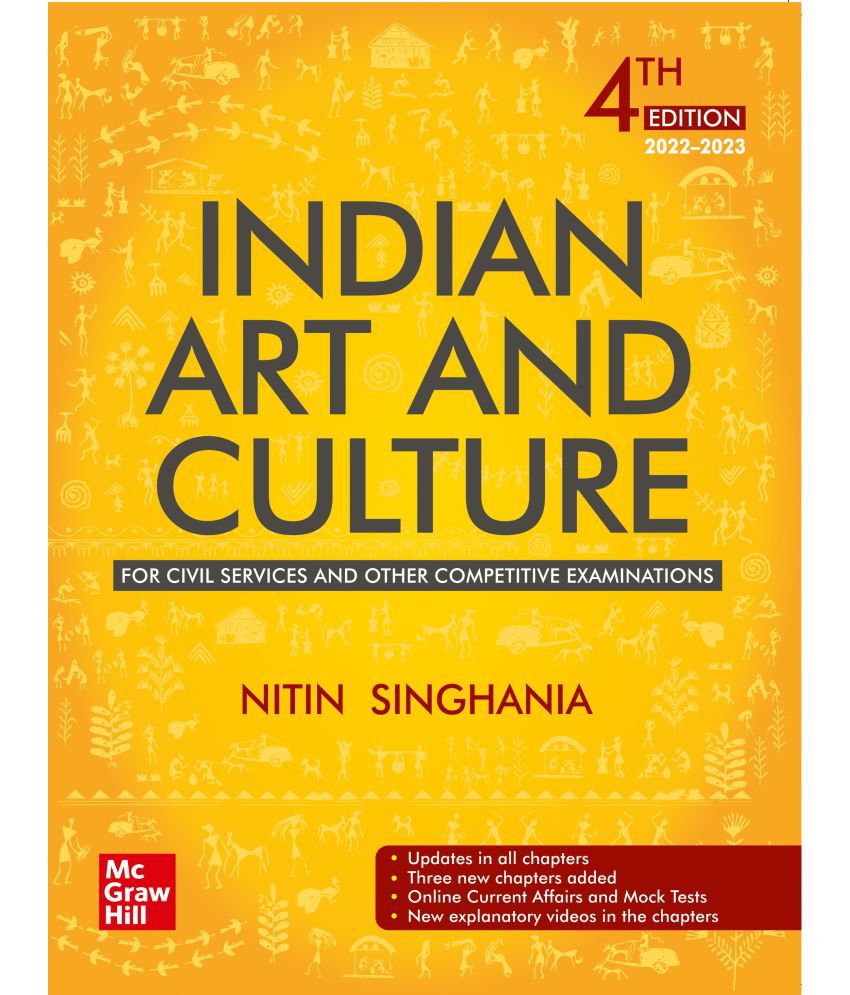 4TH
EDITION
2022–2023
INDIAN
ART AND
CULTURE
FOR CIVIL SERVICES AND OTHER COMPETITIVE EXAMINATIONS
NITIN SINGHANIA
Mc
Graw
Hill
• Updates in all chapters
• Three new chapters added
• Online Current Affairs and Mock Tests
• New explanatory videos in the chapters